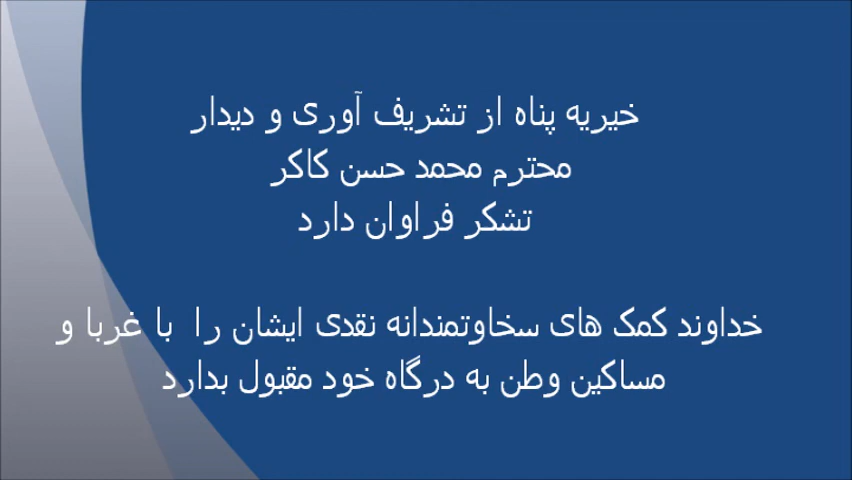 خیریه پناه از تشریف آوری و دیدار
محترم محمد حسن کاکر
تشکر فراوان دارد
خداوند کمک های سخاوتمندانه نقدی ایشان را با غربا و
مساکین وطن به درگاه خود مقبول بدارد